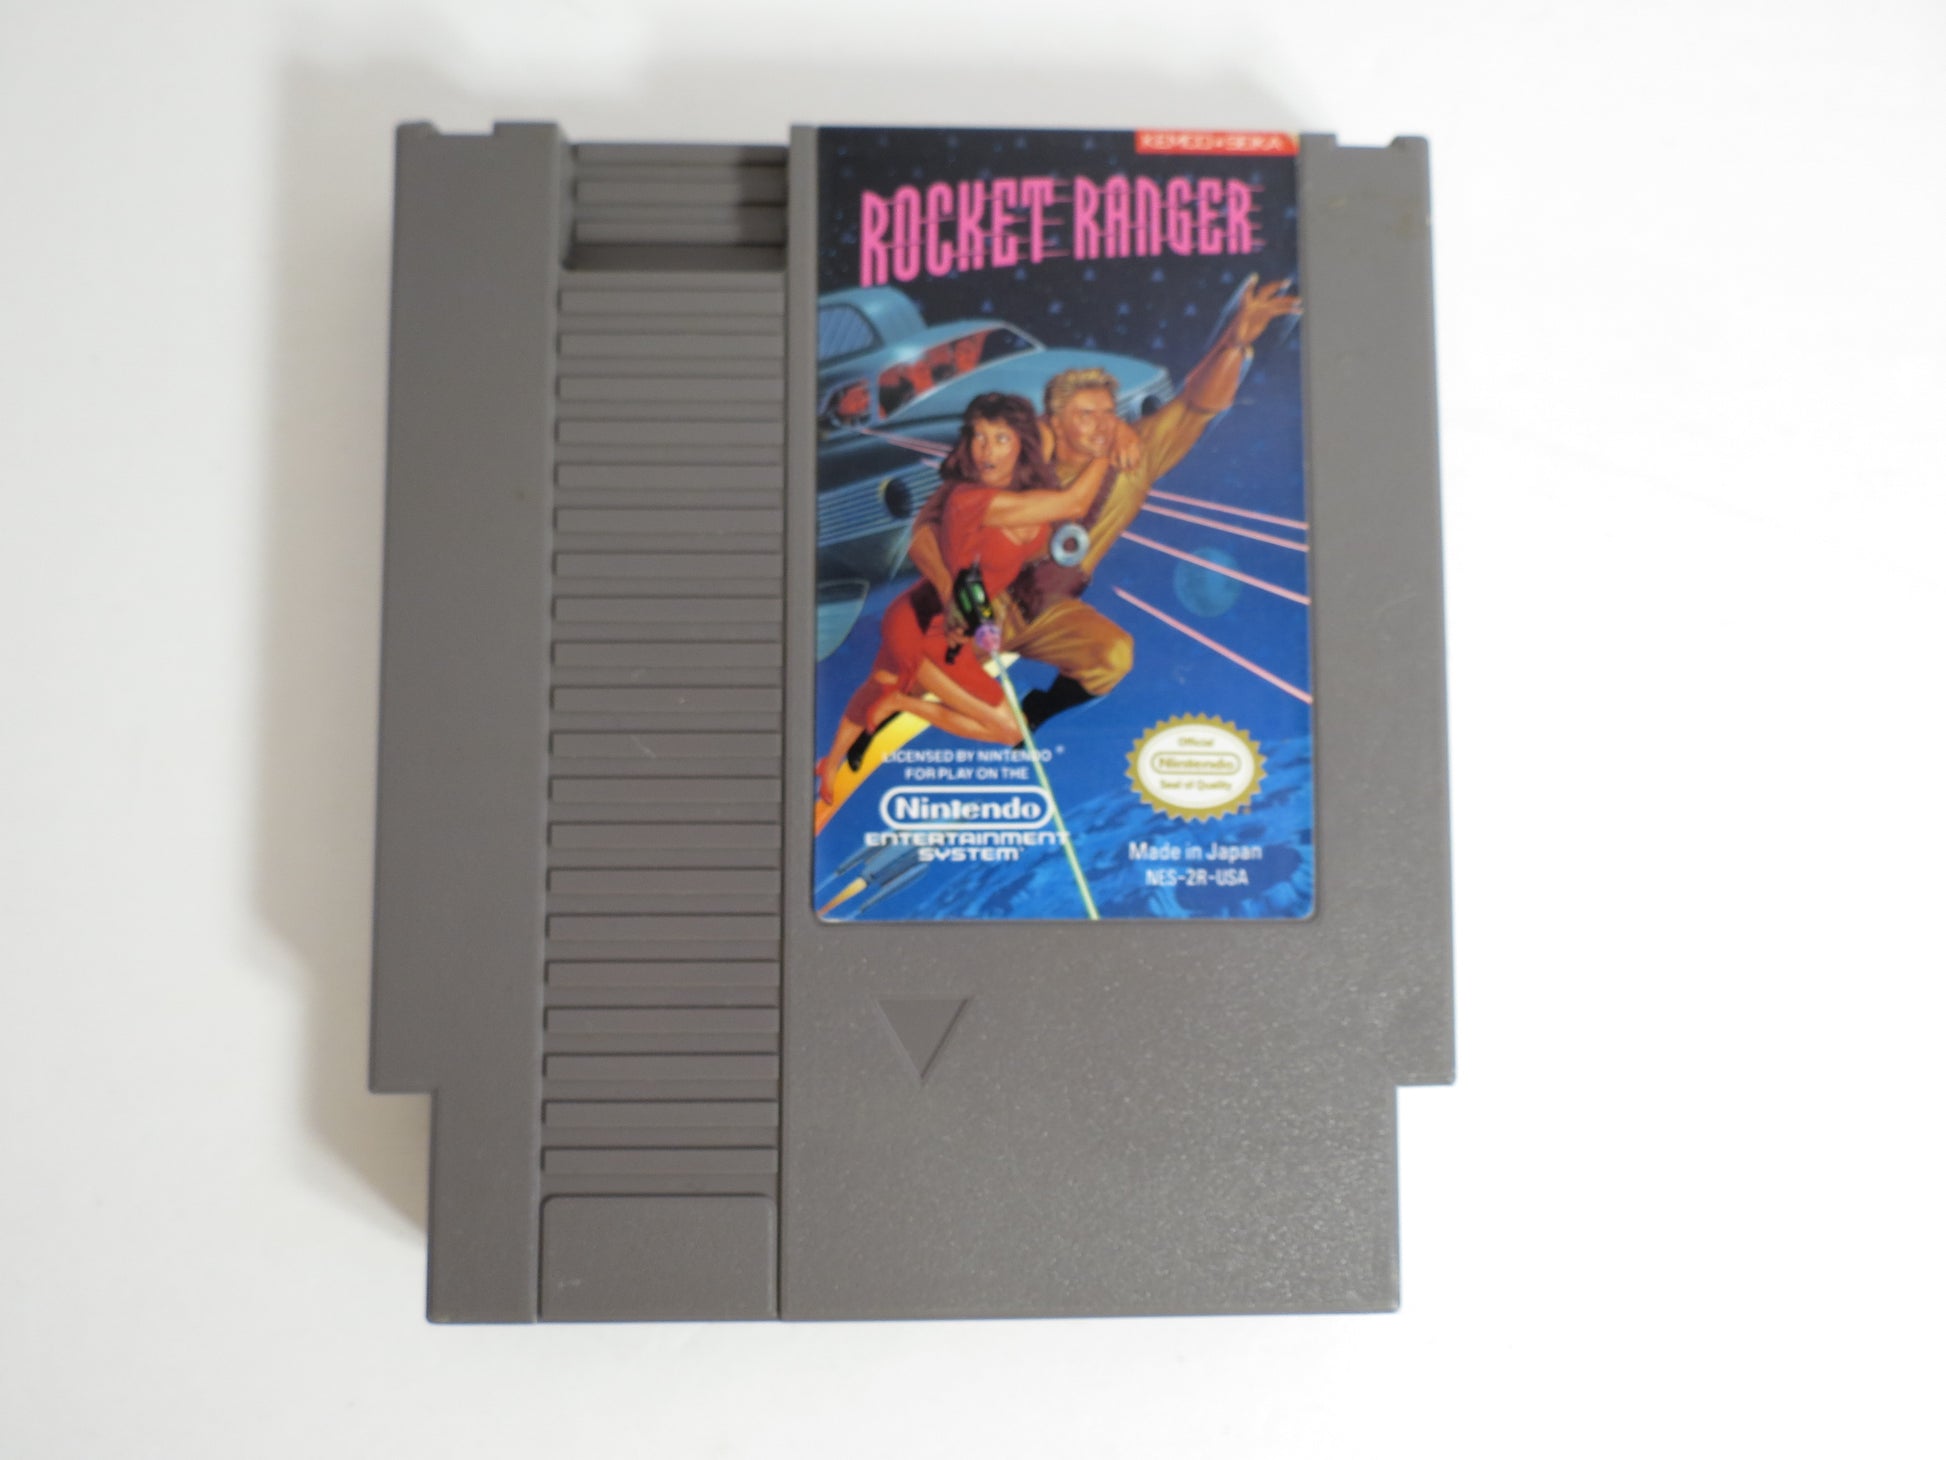 KEMCO • SEIKA
ROCKET RANGER
LICENSED BY NINTENDO®
FOR PLAY ON THE
Nintendo
ENTERTAINMENT
SYSTEM™
Official
Nintendo
Seal of Quality
Made in Japan
NES-2R-USA